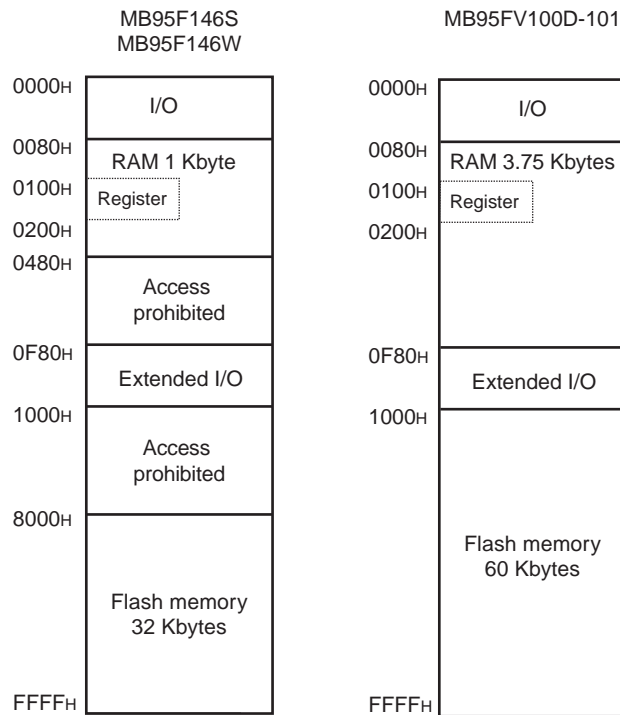 MB95F146S
MB95F146W
0000H
I/O
0080H
RAM 1 Kbyte
0100H
Register
0200H
0480H
Access
prohibited
0F80H
Extended I/O
1000H
Access
prohibited
8000H
Flash memory
32 Kbytes
FFFFH
MB95FV100D-101
0000H
I/O
0080H
RAM 3.75 Kbytes
0100H
Register
0200H
0F80H
Extended I/O
1000H
Flash memory
60 Kbytes
FFFFH